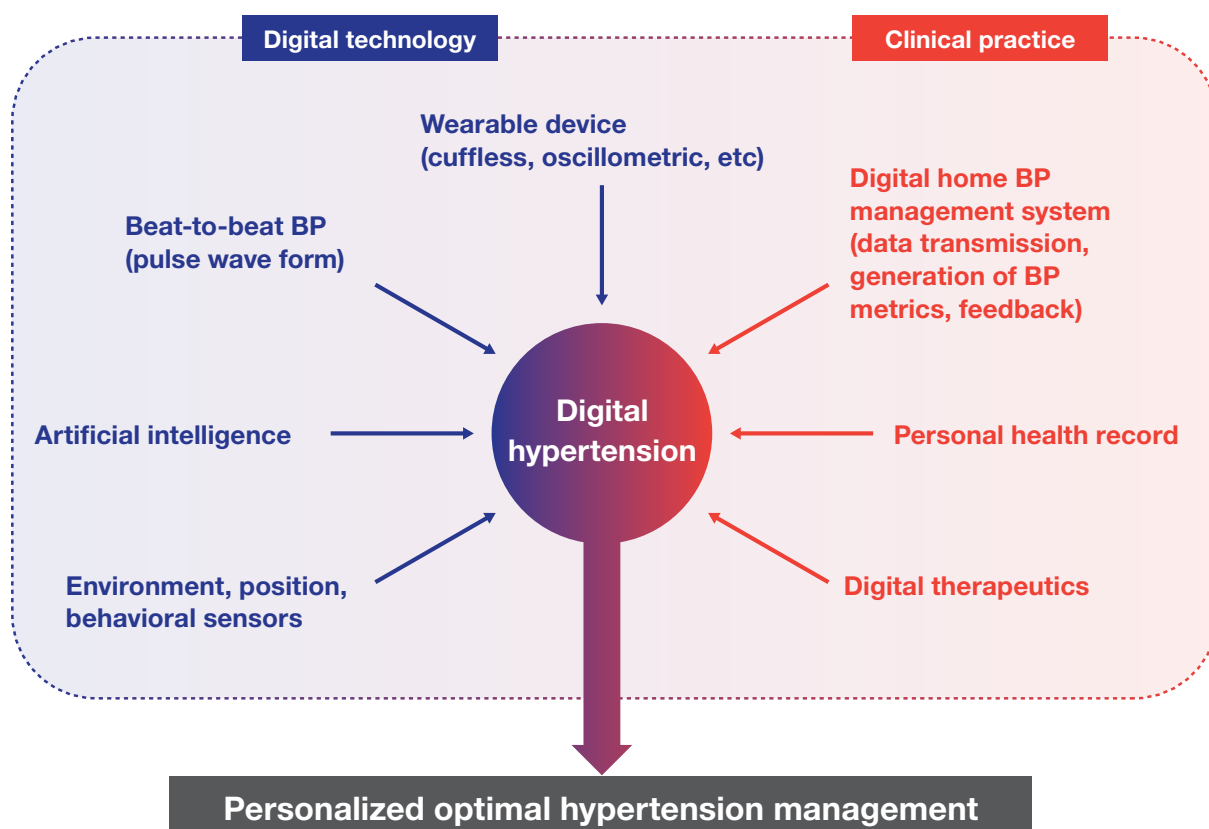 Digital technology
Clinical practice
Wearable device
(cuffless, oscillometric, etc)
Digital home BP
management system
(data transmission,
generation of BP
metrics, feedback)
Beat-to-beat BP
(pulse wave form)
Digital
hypertension
Artificial intelligence
Personal health record
Environment, position,
behavioral sensors
Digital therapeutics
Personalized optimal hypertension management